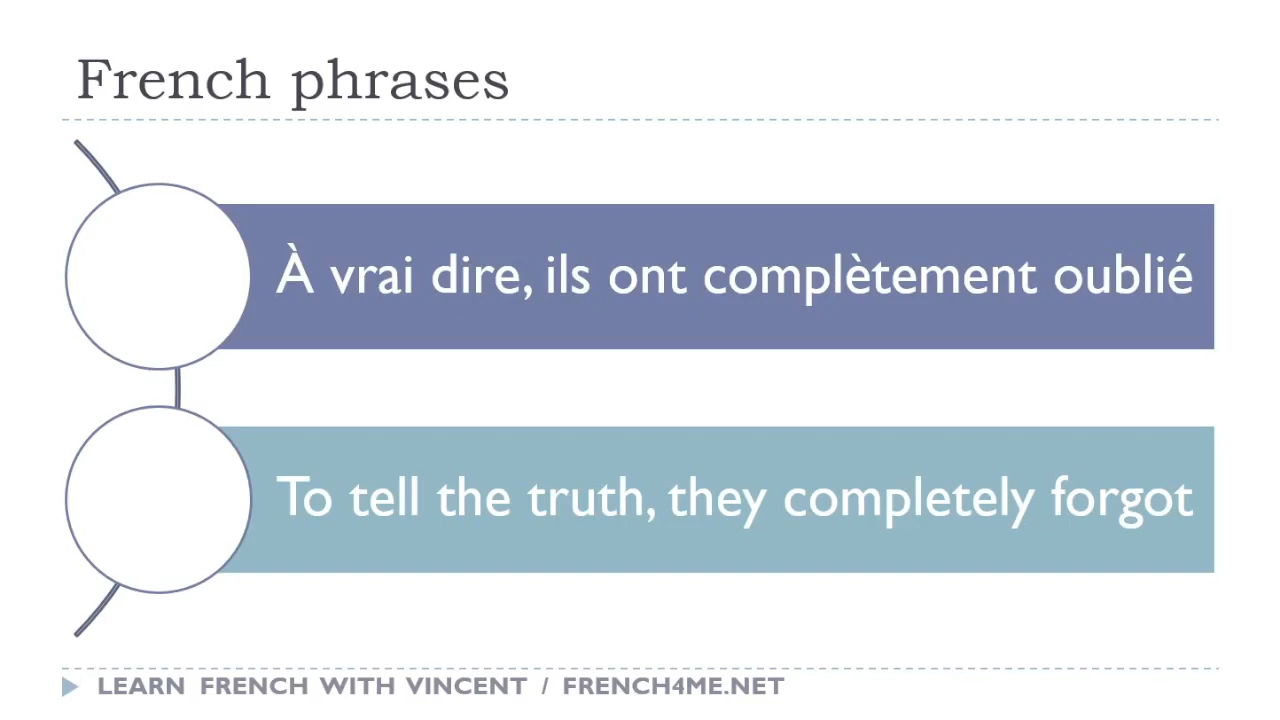 French phrases
À vrai dire, ils ont complètement oublié
To tell the truth, they completely forgot
LEARN FRENCH WITH VINCENT / FRENCH4ME.NET